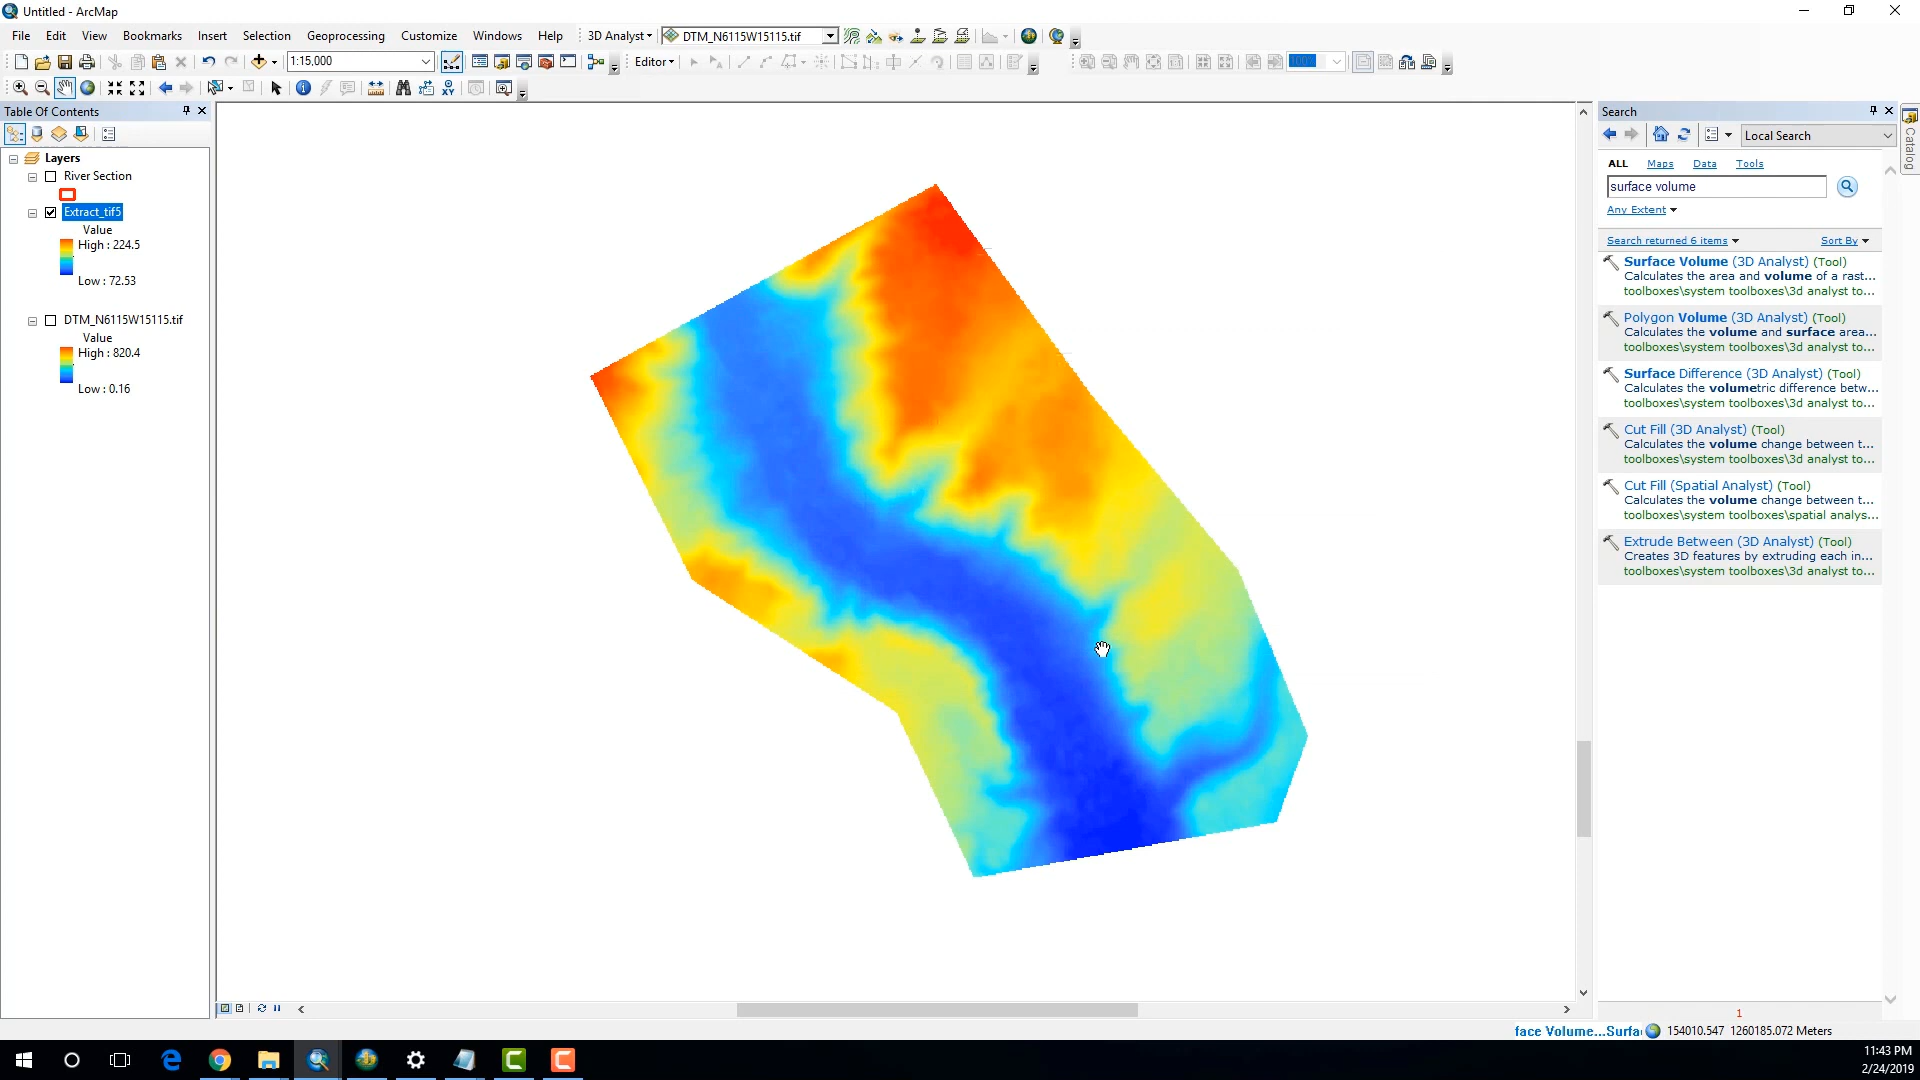 Untitled - ArcMap
File Edit View Bookmarks Insert Selection Geoprocessing Customize Windows Help 3D Analyst DTM_N6115W15115.tif
1:15,000 Editor 100%
Table Of Contents
Layers
River Section
Extract_tif5
Value
High : 224.5
Low : 72.53
DTM_N6115W15115.tif
Value
High : 820.4
Low : 0.16
Search
Local Search
Catalog
ALL Maps Data Tools
surface volume
Any Extent
Search returned 6 items Sort By
Surface Volume (3D Analyst) (Tool)
Calculates the area and volume of a rast...
toolboxes\system toolboxes\3d analyst to...
Polygon Volume (3D Analyst) (Tool)
Calculates the volume and surface area...
toolboxes\system toolboxes\3d analyst to...
Surface Difference (3D Analyst) (Tool)
Calculates the volumetric difference betw...
toolboxes\system toolboxes\3d analyst to...
Cut Fill (3D Analyst) (Tool)
Calculates the volume change between t...
toolboxes\system toolboxes\3d analyst to...
Cut Fill (Spatial Analyst) (Tool)
Calculates the volume change between t...
toolboxes\system toolboxes\spatial analys...
Extrude Between (3D Analyst) (Tool)
Creates 3D features by extruding each in...
toolboxes\system toolboxes\3d analyst to...
1
face Volume...Surfa 154010.547 1260185.072 Meters
11:43 PM
2/24/2019